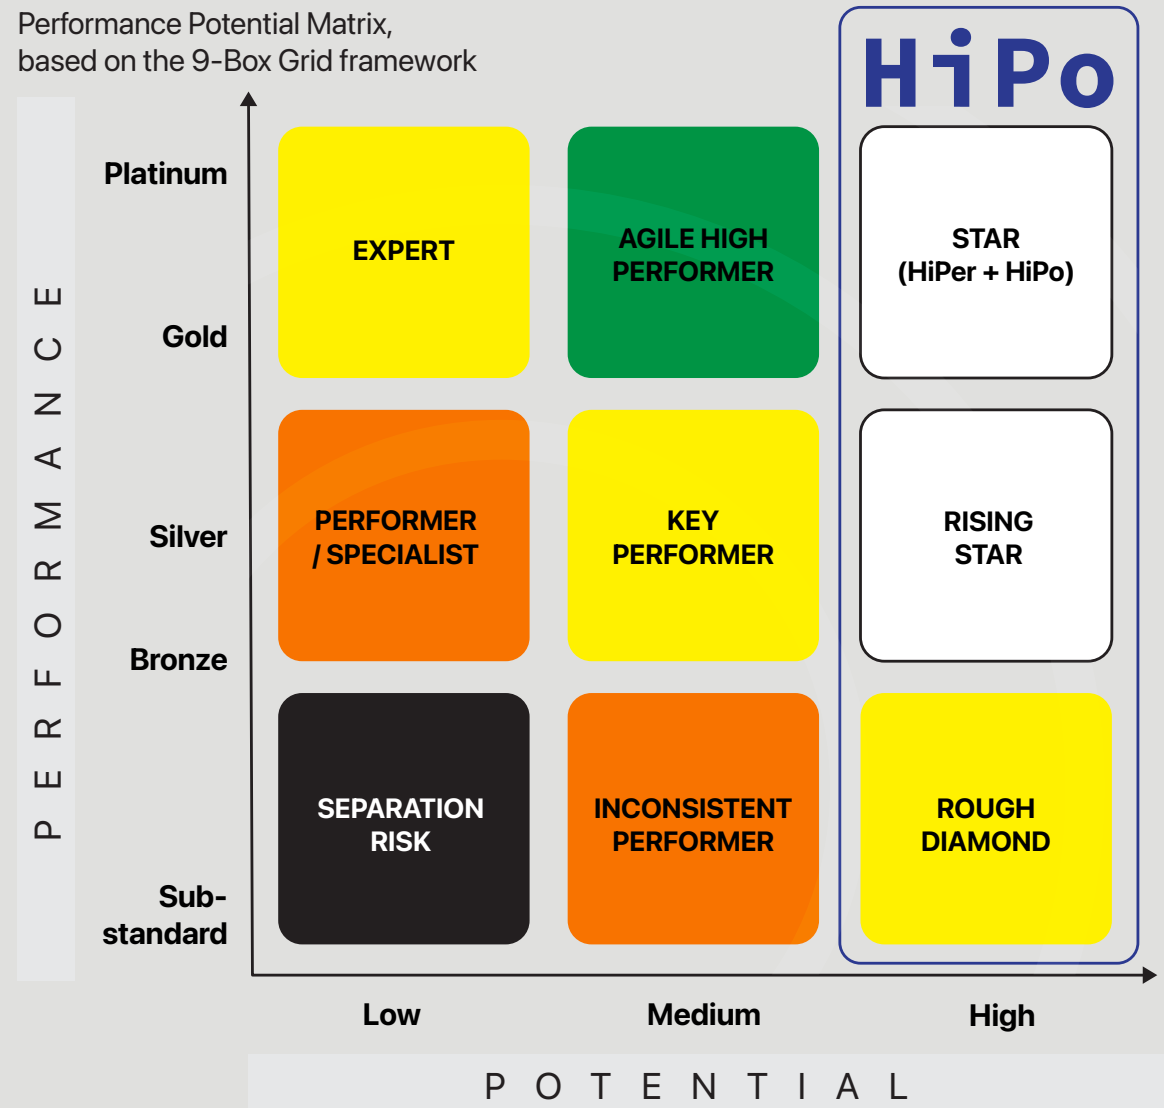 Performance Potential Matrix,
based on the 9-Box Grid framework
HiPo
PERFORMANCE
Platinum
Gold
Silver
Bronze
Sub-
standard
EXPERT
AGILE HIGH
PERFORMER
STAR
(HiPer + HiPo)
PERFORMER
/ SPECIALIST
KEY
PERFORMER
RISING
STAR
SEPARATION
RISK
INCONSISTENT
PERFORMER
ROUGH
DIAMOND
Low
Medium
High
POTENTIAL